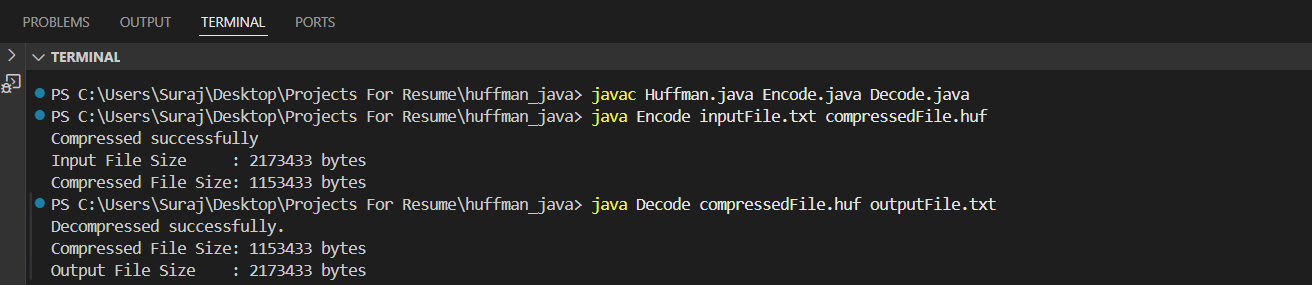 PROBLEMS OUTPUT TERMINAL PORTS
TERMINAL
PS C:\Users\Suraj\Desktop\Projects For Resume\huffman_java> javac Huffman.java Encode.java Decode.java
PS C:\Users\Suraj\Desktop\Projects For Resume\huffman_java> java Encode inputFile.txt compressedFile.huf
Compressed successfully
Input File Size     : 2173433 bytes
Compressed File Size: 1153433 bytes
PS C:\Users\Suraj\Desktop\Projects For Resume\huffman_java> java Decode compressedFile.huf outputFile.txt
Decompressed successfully.
Compressed File Size: 1153433 bytes
Output File Size    : 2173433 bytes